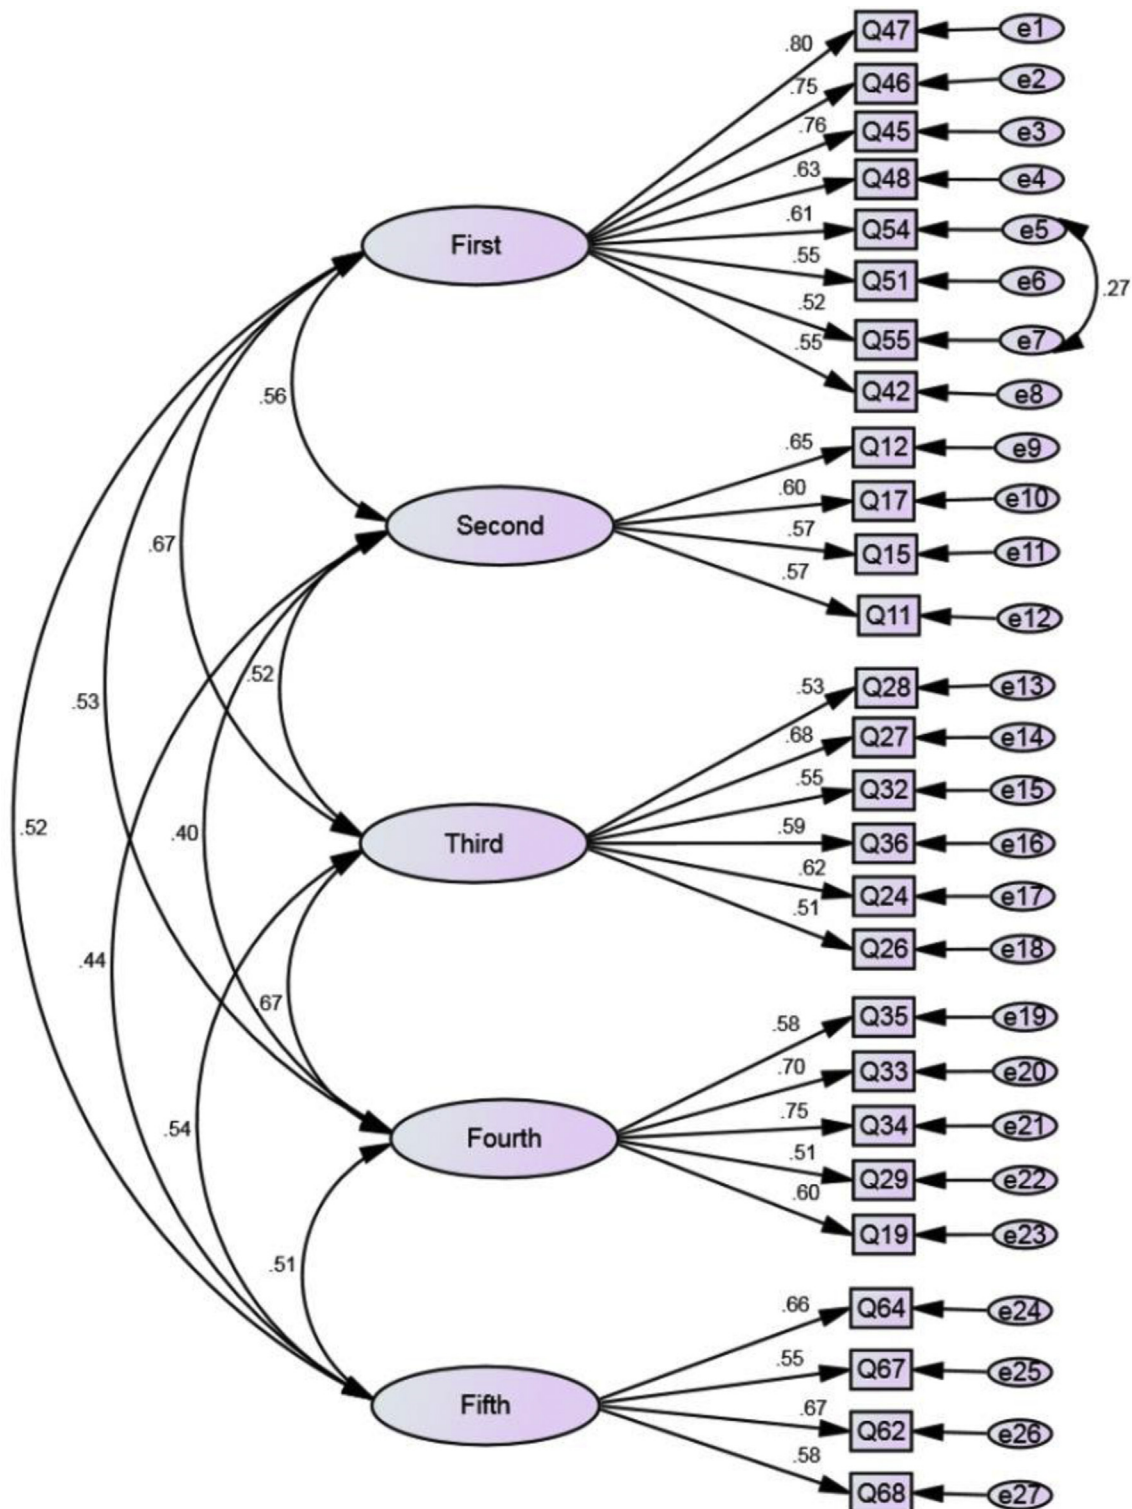 .80 Q47 e1
.75 Q46 e2
.76 Q45 e3
.63 Q48 e4
First
.61 Q54 e5
.55 Q51 e6
.27
.52 Q55 e7
.55 Q42 e8
.56
.65 Q12 e9
.60 Q17 e10
Second
.57 Q15 e11
.67
.57 Q11 e12
.52
.53 Q28 e13
.53
.68 Q27 e14
.55 Q32 e15
.52
.40
Third
.59 Q36 e16
.62 Q24 e17
.51 Q26 e18
.44
.67
.58 Q35 e19
.70 Q33 e20
.54
Fourth
.75 Q34 e21
.51 Q29 e22
.60 Q19 e23
.51
.66 Q64 e24
.55 Q67 e25
Fifth
.67 Q62 e26
.58 Q68 e27